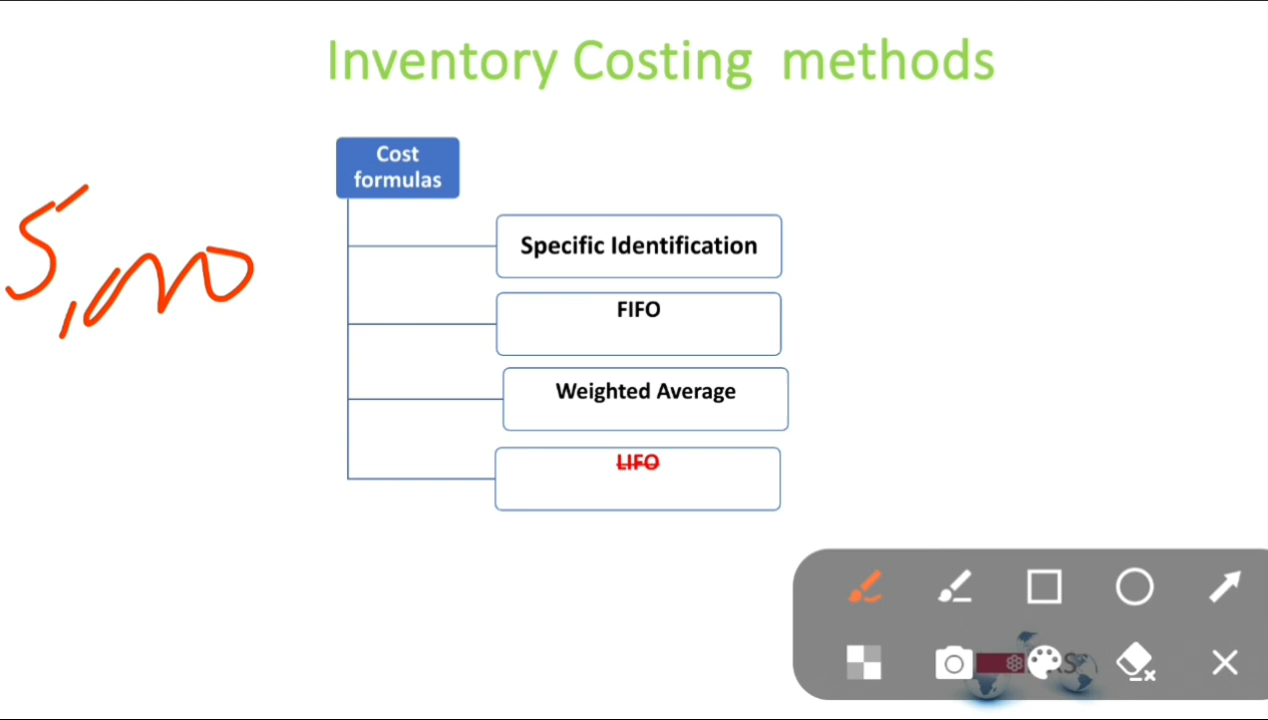 Inventory Costing methods
Cost
formulas
5,000
Specific Identification
FIFO
Weighted Average
LIFO